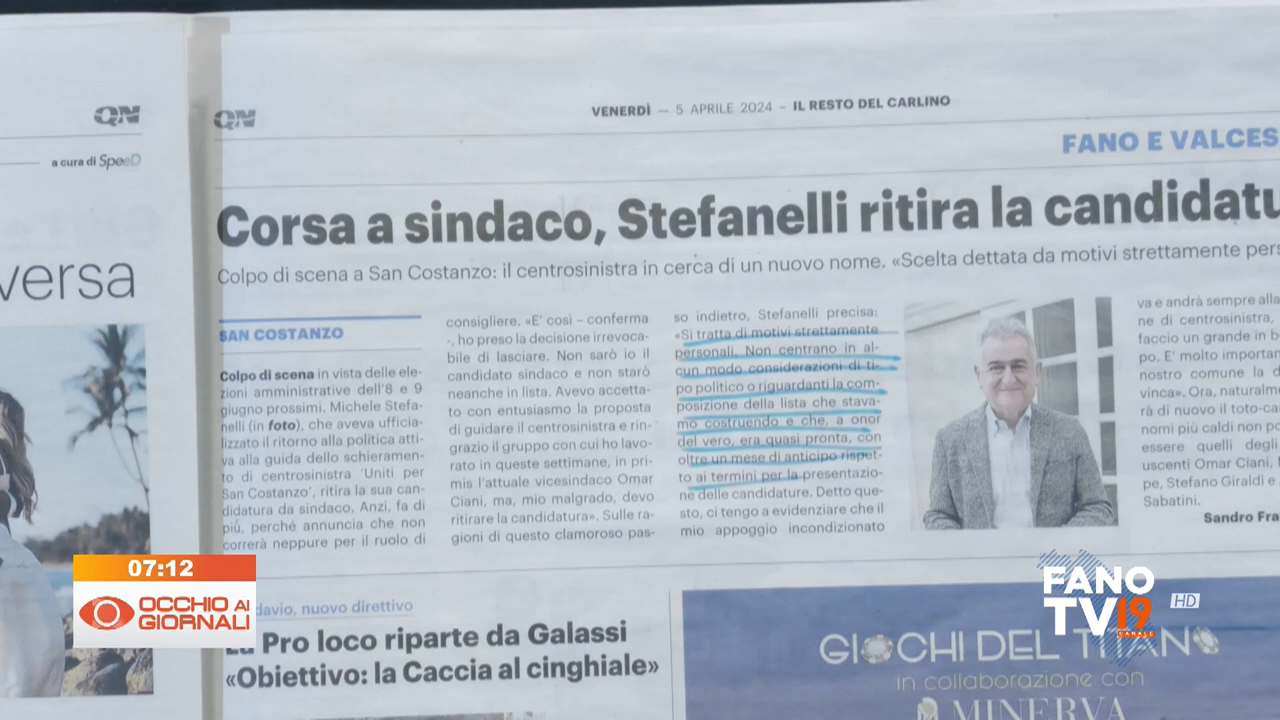 QN
a cura di SpeeD
versa
QN
VENERDÌ — 5 APRILE 2024 – IL RESTO DEL CARLINO
FANO E VALCES
Corsa a sindaco, Stefanelli ritira la candidatu
Colpo di scena a San Costanzo: il centrosinistra in cerca di un nuovo nome. «Scelta dettata da motivi strettamente pers
SAN COSTANZO
Colpo di scena in vista delle ele-
zioni amministrative dell'8 e 9
giugno prossimi. Michele Stefa-
nelli (in foto), che aveva ufficia-
lizzato il ritorno alla politica atti-
va alla guida dello schieramen-
to di centrosinistra 'Uniti per
San Costanzo', ritira la sua can-
didatura da sindaco. Anzi, fa di
più, perché annuncia che non
correrà neppure per il ruolo di
consigliere. «E' così – conferma
-, ho preso la decisione irrevoca-
bile di lasciare. Non sarò io il
candidato sindaco e non starò
neanche in lista. Avevo accetta-
to con entusiasmo la proposta
di guidare il centrosinistra e rin-
grazio il gruppo con cui ho lavo-
rato in queste settimane, in pri-
mis l'attuale vicesindaco Omar
Ciani, ma, mio malgrado, devo
ritirare la candidatura». Sulle ra-
gioni di questo clamoroso pas-
so indietro, Stefanelli precisa:
«Si tratta di motivi strettamente
personali. Non centrano in al-
cun modo considerazioni di ti-
po politico o riguardanti la com-
posizione della lista che stava-
mo costruendo e che, a onor
del vero, era quasi pronta, con
oltre un mese di anticipo rispet-
to ai termini per la presentazio-
ne delle candidature. Detto que-
sto, ci tengo a evidenziare che il
mio appoggio incondizionato
va e andrà sempre alla
ne di centrosinistra,
faccio un grande in b
po. E' molto important
nostro comune la d
vinca». Ora, naturalm
rà di nuovo il toto-ca
nomi più caldi non po
essere quelli degli
uscenti Omar Ciani,
pe, Stefano Giraldi e
Sabatini.
Sandro Fra
davio, nuovo direttivo
La Pro loco riparte da Galassi
«Obiettivo: la Caccia al cinghiale»
GIOCHI DEL TITANO
in collaborazione con
MINERVA
07:12
OCCHIO AI
GIORNALI
FANO
TV19
CANALE
HD